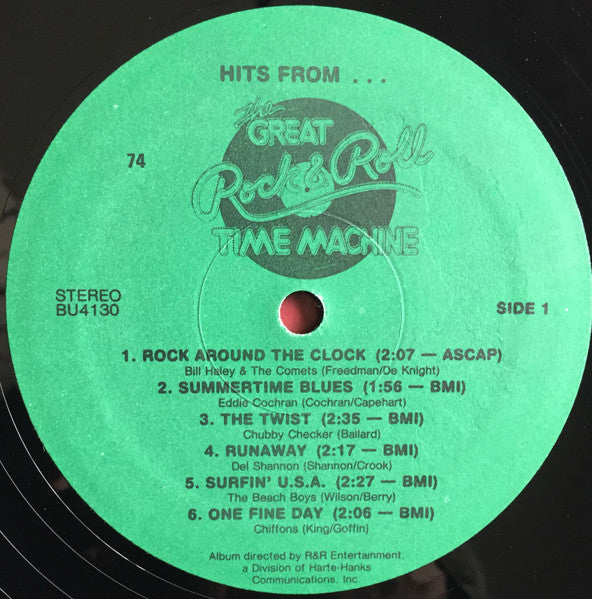 HITS FROM . . .
The
GREAT
Rock & Roll
TIME MACHINE
74
STEREO
BU4130
SIDE 1
1. ROCK AROUND THE CLOCK (2:07 — ASCAP)
Bill Haley & The Comets (Freedman/De Knight)
2. SUMMERTIME BLUES (1:56 — BMI)
Eddie Cochran (Cochran/Capehart)
3. THE TWIST (2:35 — BMI)
Chubby Checker (Ballard)
4. RUNAWAY (2:17 — BMI)
Del Shannon (Shannon/Crook)
5. SURFIN' U.S.A. (2:27 — BMI)
The Beach Boys (Wilson/Berry)
6. ONE FINE DAY (2:06 — BMI)
Chiffons (King/Goffin)
Album directed by R&R Entertainment,
a Division of Harte-Hanks
Communications, Inc.